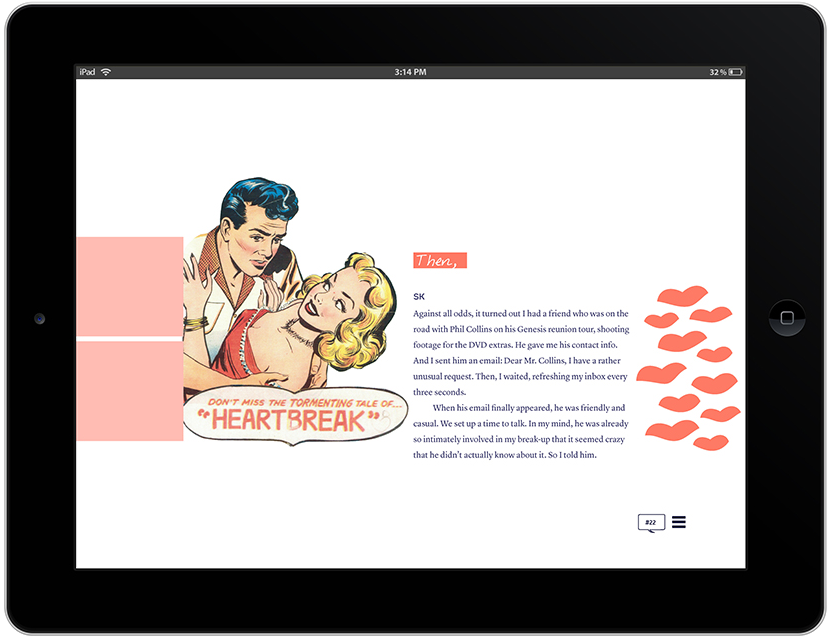 iPad 3:14 PM 32 %
Then,
DON'T MISS THE TORMENTING TALE OF...
"HEARTBREAK"
SK
Against all odds, it turned out I had a friend who was on the
road with Phil Collins on his Genesis reunion tour, shooting
footage for the DVD extras. He gave me his contact info.
And I sent him an email: Dear Mr. Collins, I have a rather
unusual request. Then, I waited, refreshing my inbox every
three seconds.
When his email finally appeared, he was friendly and
casual. We set up a time to talk. In my mind, he was already
so intimately involved in my break-up that it seemed crazy
that he didn't actually know about it. So I told him.
#22